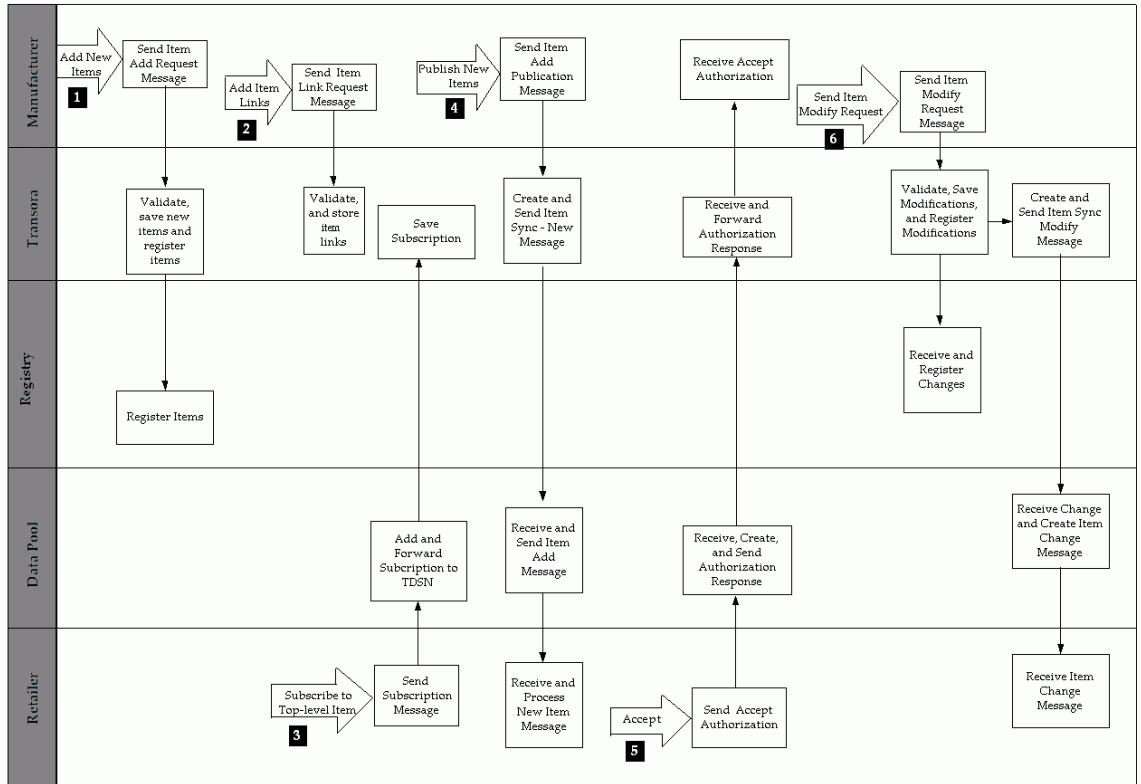 Manufacturer
Add New
Items
1
Send Item
Add Request
Message
Add Item
Links
2
Send Item
Link Request
Message
Publish New
Items
4
Send Item
Add
Publication
Message
Receive Accept
Authorization
Send Item
Modify Request
6
Send Item
Modify
Request
Message
Transora
Validate,
save new
items and
register
items
Validate,
and store
item
links
Save
Subscription
Create and
Send Item
Sync - New
Message
Receive and
Forward
Authorization
Response
Validate, Save
Modifications,
and Register
Modifications
Create and
Send Item Sync
Modify
Message
Registry
Register Items
Receive and
Register
Changes
Data Pool
Add and
Forward
Subcription to
TDSN
Receive and
Send Item
Add
Message
Receive, Create,
and Send
Authorization
Response
Receive Change
and Create Item
Change
Message
Retailer
Subscribe to
Top-level Item
3
Send
Subscription
Message
Receive and
Process
New Item
Message
Accept
5
Send Accept
Authorization
Receive Item
Change
Message